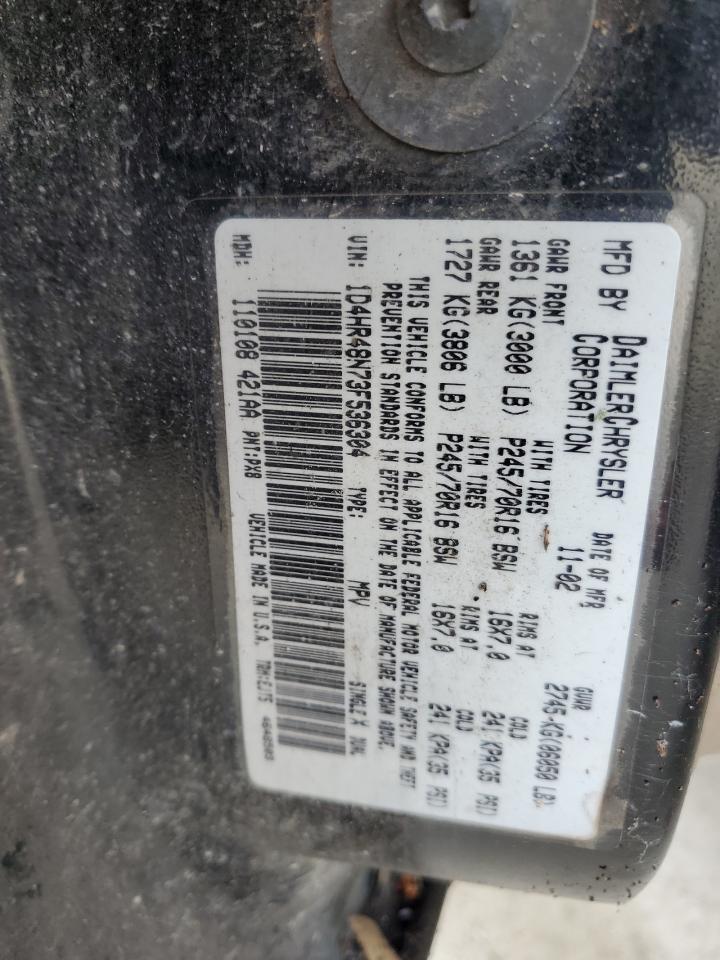 MFD BY DAIMLERCHRYSLER CORPORATION DATE OF MFR 11-02 GVWR 2745 KG(06050 LB)
GAWR FRONT WITH TIRES RIMS AT COLD
1361 KG(3000 LB) P245/70R16 BSW 16X7.0 241 KPA(35 PSI)
GAWR REAR WITH TIRES RIMS AT COLD
1727 KG(3806 LB) P245/70R16 BSW 16X7.0 241 KPA(35 PSI)
THIS VEHICLE CONFORMS TO ALL APPLICABLE FEDERAL MOTOR VEHICLE SAFETY AND THEFT
PREVENTION STANDARDS IN EFFECT ON THE DATE OF MANUFACTURE SHOWN ABOVE.
VIN: 1D4HR48N73F536304 TYPE: MPV SINGLE X DUAL
MDH: 110108 421AA PNT:PX8 VEHICLE MADE IN U.S.A.